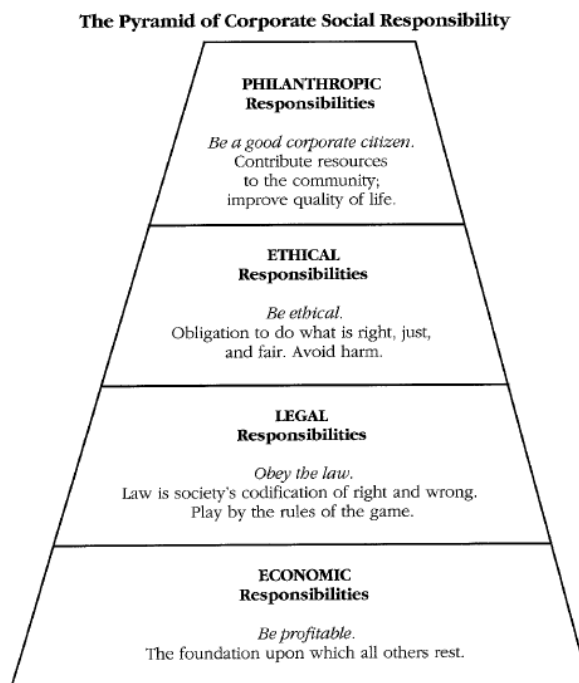 The Pyramid of Corporate Social Responsibility
PHILANTHROPIC
Responsibilities
Be a good corporate citizen.
Contribute resources
to the community;
improve quality of life.
ETHICAL
Responsibilities
Be ethical.
Obligation to do what is right, just,
and fair. Avoid harm.
LEGAL
Responsibilities
Obey the law.
Law is society's codification of right and wrong.
Play by the rules of the game.
ECONOMIC
Responsibilities
Be profitable.
The foundation upon which all others rest.